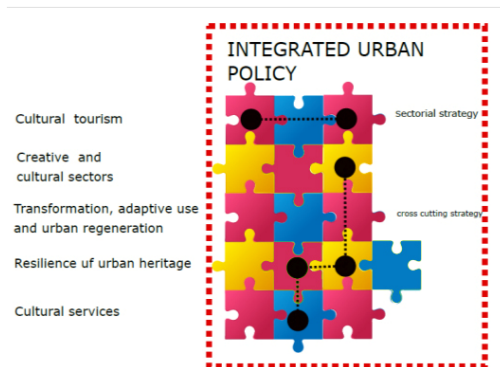 INTEGRATED URBAN
POLICY
Cultural tourism
Sectorial strategy
Creative and
cultural sectors
Transformation, adaptive use
and urban regeneration
cross cutting strategy
Resilience of urban heritage
Cultural services